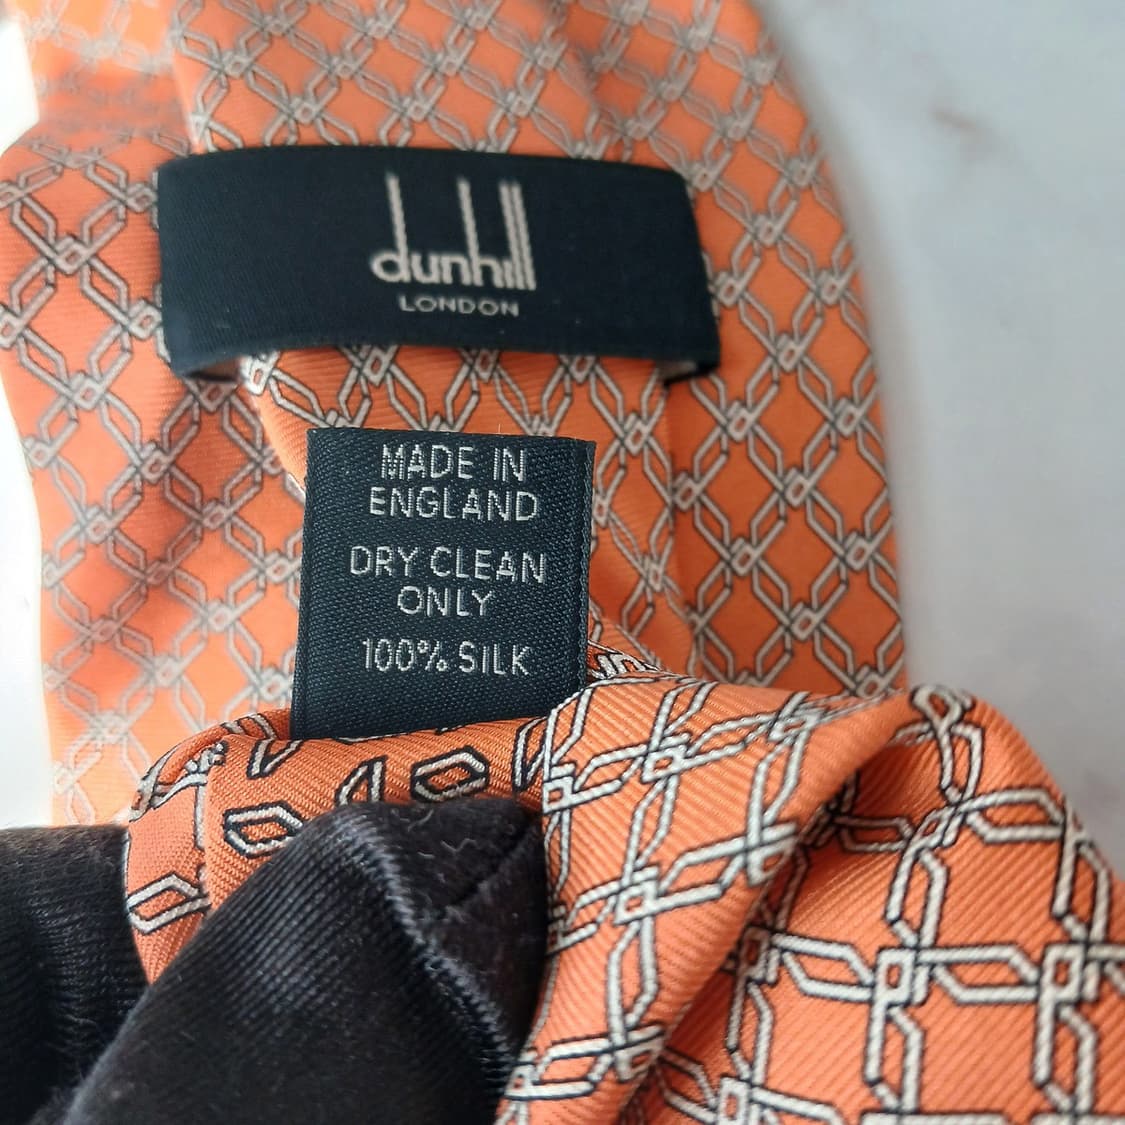 dunhill
LONDON
MADE IN
ENGLAND
DRY CLEAN
ONLY
100% SILK